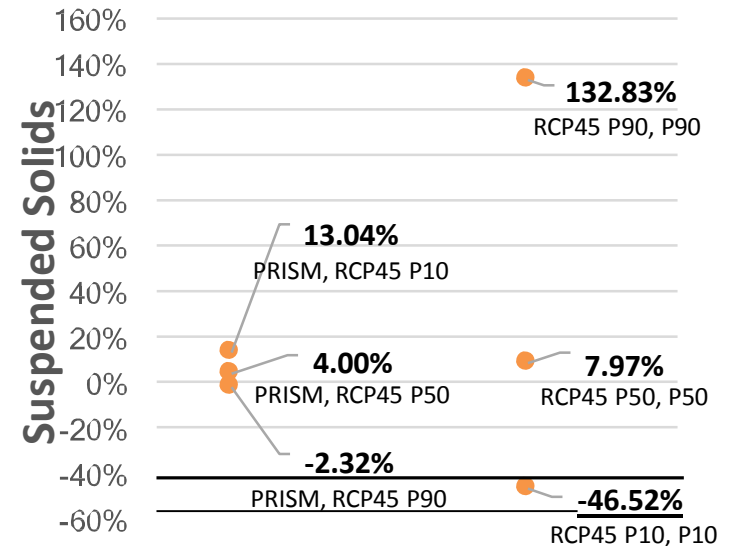 Suspended Solids
160%
140%
120%
100%
80%
60%
40%
20%
0%
-20%
-40%
-60%
132.83%
RCP45 P90, P90
13.04%
PRISM, RCP45 P10
4.00%
PRISM, RCP45 P50
7.97%
RCP45 P50, P50
-2.32%
PRISM, RCP45 P90
-46.52%
RCP45 P10, P10